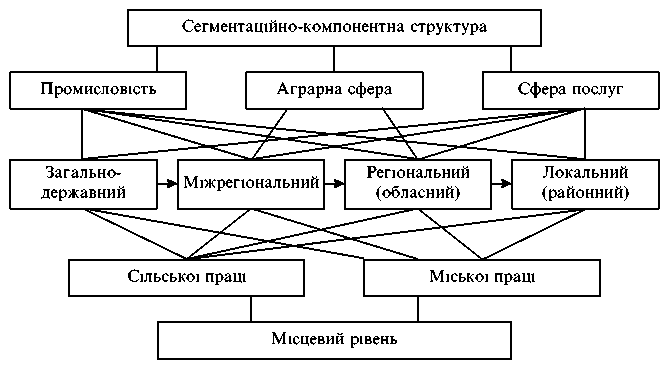 Сегментаційно-компонентна структура
Промисловість
Аграрна сфера
Сфера послуг
Загально-
державний
Міжрегіональний
Регіональний
(обласний)
Локальний
(районний)
Сільської праці
Міської праці
Місцевий рівень